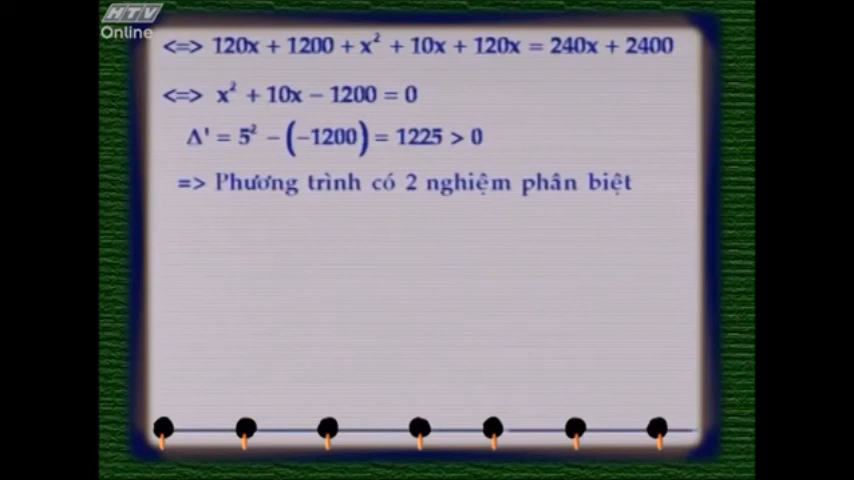 HTV
Online
<=> 120x + 1200 + x² + 10x + 120x = 240x + 2400
<=> x² + 10x – 1200 = 0
Δ' = 5² – (–1200) = 1225 > 0
=> Phương trình có 2 nghiệm phân biệt